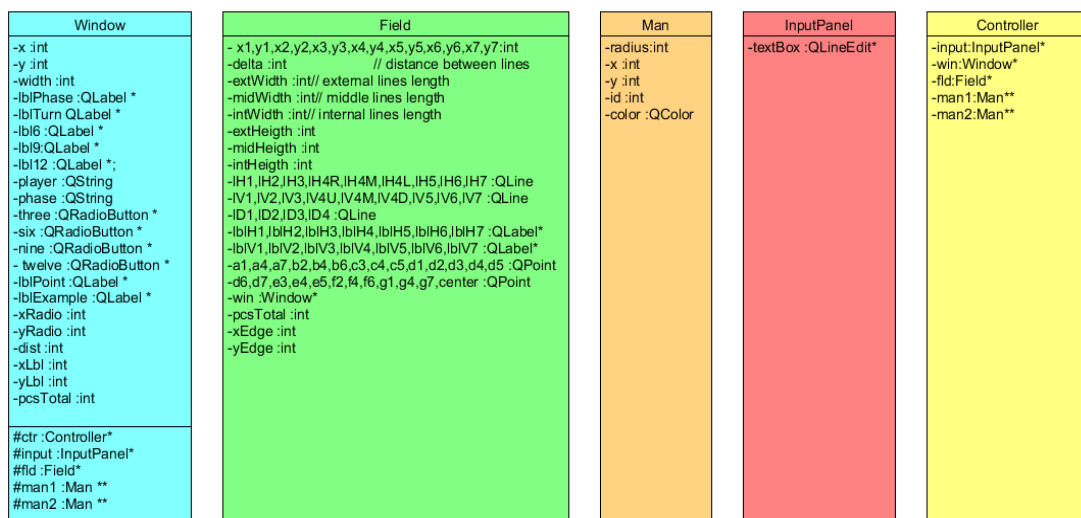 Window
-x :int
-y :int
-width :int
-lblPhase :QLabel *
-lblTurn QLabel *
-lbl6 :QLabel *
-lbl9:QLabel *
-lbl12 :QLabel *;
-player :QString
-phase :QString
-three :QRadioButton *
-six :QRadioButton *
-nine :QRadioButton *
- twelve :QRadioButton *
-lblPoint :QLabel *
-lblExample :QLabel *
-xRadio :int
-yRadio :int
-dist :int
-xLbl :int
-yLbl :int
-pcsTotal :int
#ctr :Controller*
#input :InputPanel*
#fld :Field*
#man1 :Man **
#man2 :Man **
Field
- x1,y1,x2,y2,x3,y3,x4,y4,x5,y5,x6,y6,x7,y7:int
-delta :int // distance between lines
-extWidth :int// external lines length
-midWidth :int// middle lines length
-intWidth :int// internal lines length
-extHeigth :int
-midHeigth :int
-intHeigth :int
-lH1,lH2,lH3,lH4R,lH4M,lH4L,lH5,lH6,lH7 :QLine
-lV1,lV2,lV3,lV4U,lV4M,lV4D,lV5,lV6,lV7 :QLine
-lD1,lD2,lD3,lD4 :QLine
-lblH1,lblH2,lblH3,lblH4,lblH5,lblH6,lblH7 :QLabel*
-lblV1,lblV2,lblV3,lblV4,lblV5,lblV6,lblV7 :QLabel*
-a1,a4,a7,b2,b4,b6,c3,c4,c5,d1,d2,d3,d4,d5 :QPoint
-d6,d7,e3,e4,e5,f2,f4,f6,g1,g4,g7,center :QPoint
-win :Window*
-pcsTotal :int
-xEdge :int
-yEdge :int
Man
-radius:int
-x :int
-y :int
-id :int
-color :QColor
InputPanel
-textBox :QLineEdit*
Controller
-input:InputPanel*
-win:Window*
-fld:Field*
-man1:Man**
-man2:Man**